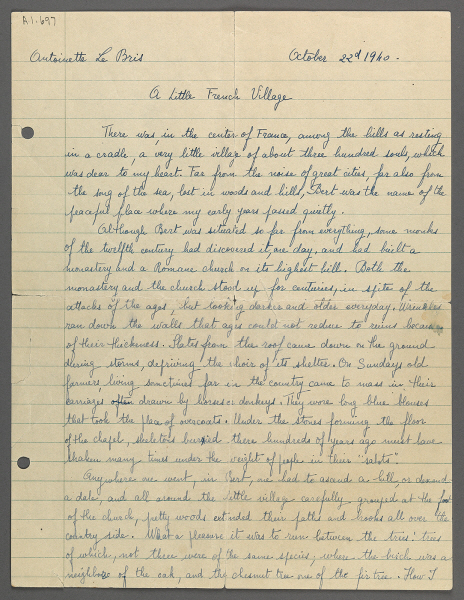 A.1.697
Antoinette Le Bris October 22d 1940.
A Little French Village
There was, in the center of France, among the hills as resting
in a cradle, a very little village of about three hundred souls, which
was dear to my heart. Far from the noise of great cities, far also from
the song of the sea, lost in woods and hills, Bert was the name of the
peaceful place where my early years passed quietly.
Although Bert was situated so far from everything, some monks
of the twelfth century had discovered it, one day, and had built a
monastery and a Romane church on its highest hill. Both the
monastery and the church stood up for centuries, in spite of the
attacks of the ages, but looking darker and older everyday. Wrinkles
ran down the walls that ages could not reduce to ruins because
of their thickness. Slates from the roof came down on the ground
during storms, depriving the choir of its shelter. On Sundays old
farmers, living sometimes far in the country came to mass in their
carriages often drawn by horses or donkeys. They wore long blue blouses
that took the place of overcoats. Under the stones forming the floor
of the chapel, skeletons buried there hundreds of years ago must have
shaken many times under the weight of people in their "sabots".
Anywhere we went, in Bert, we had to ascend a hill, or descend
a dale, and all around the little village carefully grouped at the foot
of the church, pretty woods extended their paths and brooks all over the
country side. What a pleasure it was to run between the trees: trees
of which, not three were of the same species; where the birch was a
neighbor of the oak, and the chesnut tree one of the fir tree. How I